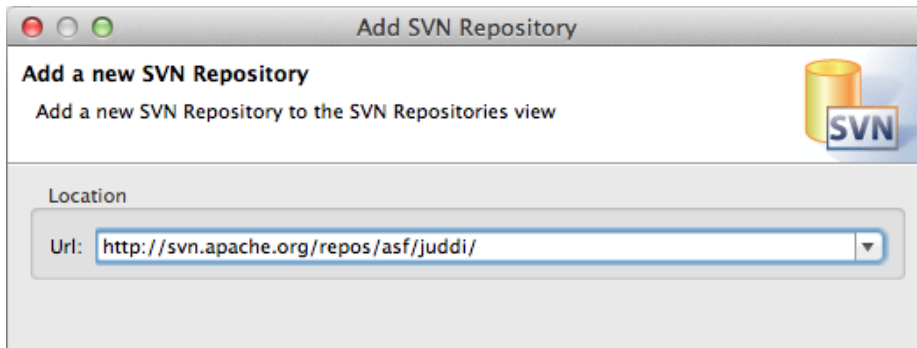 Add SVN Repository
Add a new SVN Repository
Add a new SVN Repository to the SVN Repositories view
SVN
Location
Url: http://svn.apache.org/repos/asf/juddi/